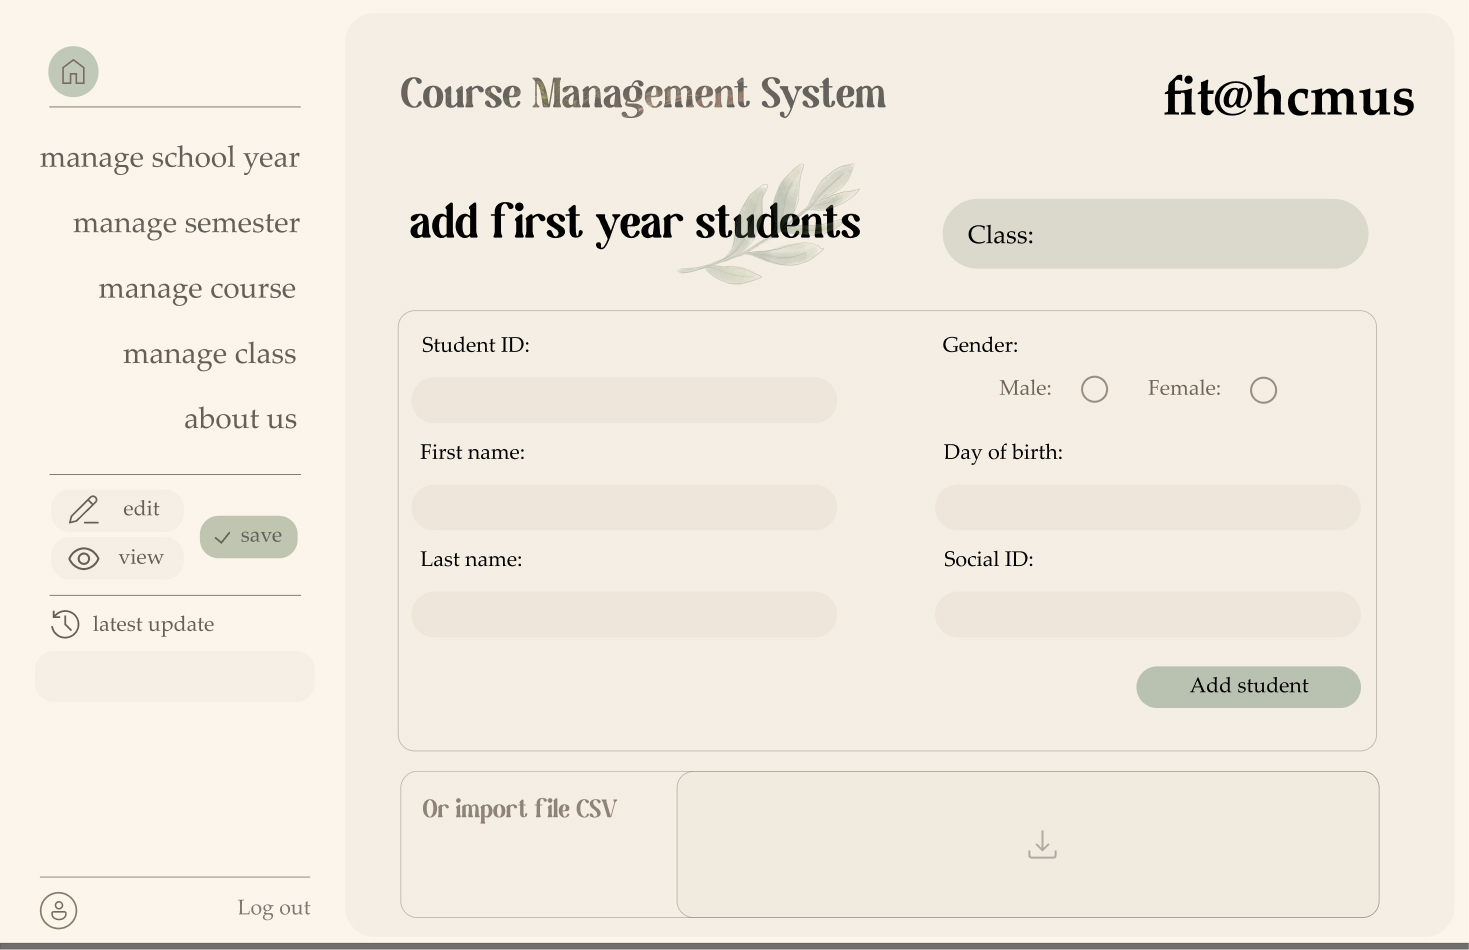 manage school year
manage semester
manage course
manage class
about us
edit
view
save
latest update
Log out
Course Management System
fit@hcmus
add first year students
Class:
Student ID:
First name:
Last name:
Gender:
Male:
Female:
Day of birth:
Social ID:
Add student
Or import file CSV